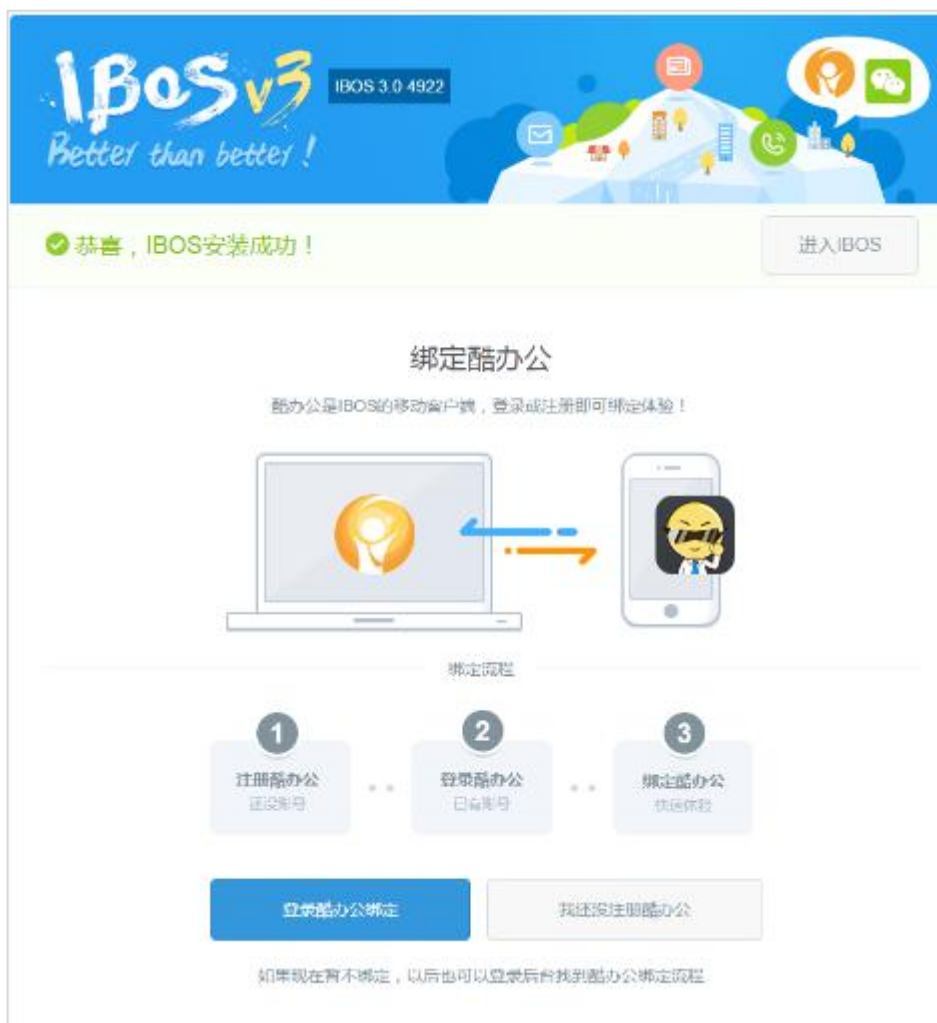 IBOS v3
IBOS 3.0 4922
Better than better!
恭喜，IBOS安装成功！
进入IBOS
绑定酷办公
酷办公是IBOS的移动客户端，登录或注册即可绑定体验！
绑定流程
1
2
3
注册酷办公
登录酷办公
绑定酷办公
还没账号
已有账号
快速体验
登录酷办公绑定
我还没注册酷办公
如果现在暂不绑定，以后也可以登录后台找到酷办公绑定流程